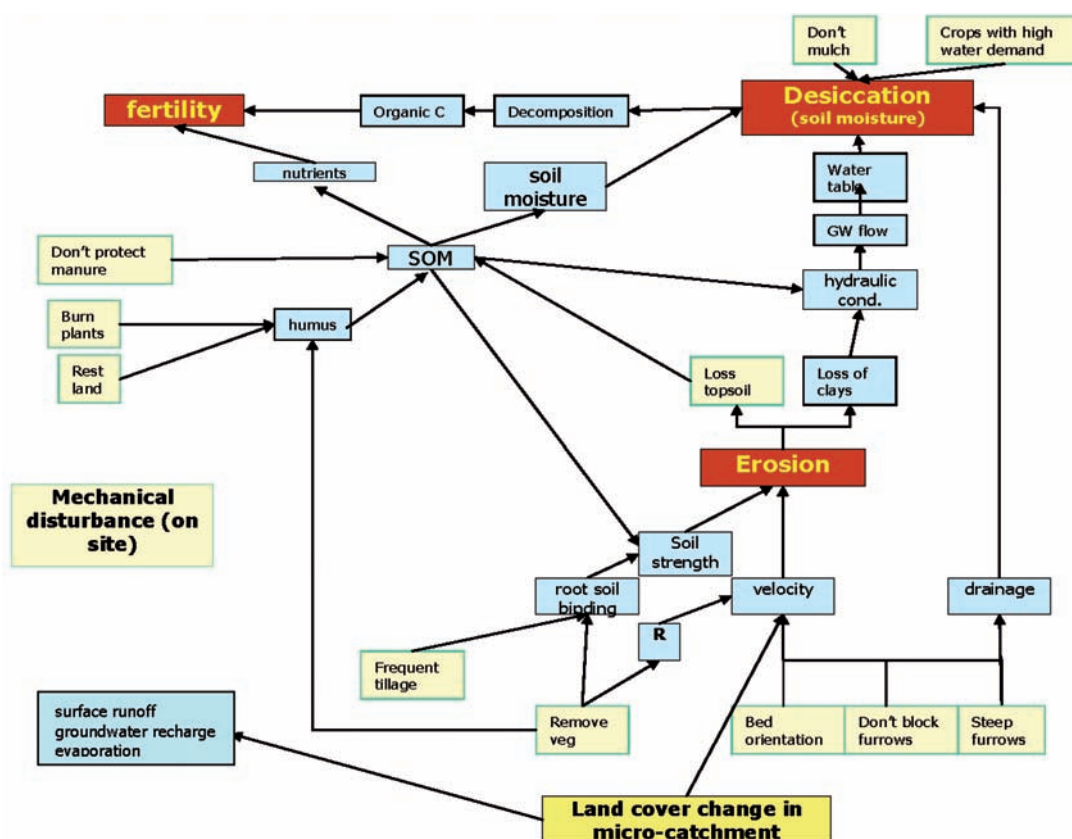 Don't
mulch
Crops with high
water demand
fertility
Organic C
Decomposition
Desiccation
(soil moisture)
nutrients
soil
moisture
Water
table
GW flow
Don't protect
manure
SOM
hydraulic
cond.
Burn
plants
humus
Rest
land
Loss
topsoil
Loss of
clays
Erosion
Mechanical
disturbance (on
site)
Soil
strength
root soil
binding
velocity
drainage
R
Frequent
tillage
surface runoff
groundwater recharge
evaporation
Remove
veg
Bed
orientation
Don't block
furrows
Steep
furrows
Land cover change in
micro-catchment